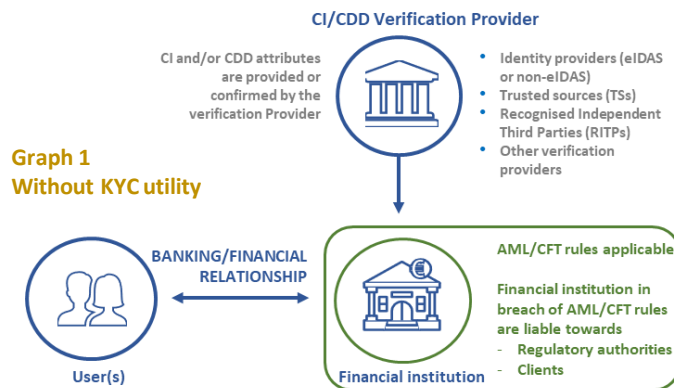 CI/CDD Verification Provider
CI and/or CDD attributes
are provided or
confirmed by the
verification Provider
• Identity providers (eIDAS
or non-eIDAS)
• Trusted sources (TSs)
• Recognised Independent
Third Parties (RITPs)
• Other verification
providers
Graph 1
Without KYC utility
BANKING/FINANCIAL
RELATIONSHIP
User(s)
Financial institution
AML/CFT rules applicable
Financial institution in
breach of AML/CFT rules
are liable towards
- Regulatory authorities
- Clients